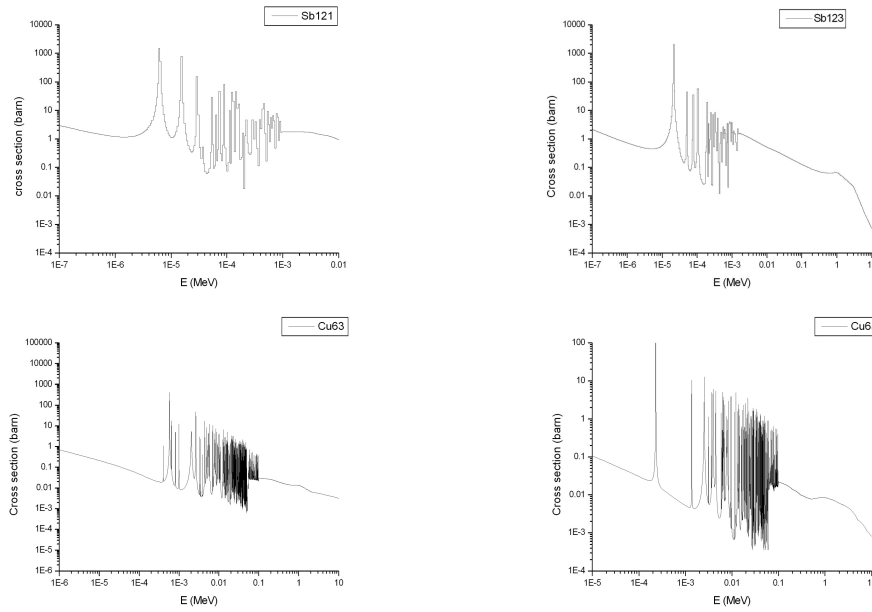 Sb121
10000
1000
100
10
1
0.1
0.01
1E-3
1E-4
cross section (barn)
1E-7 1E-6 1E-5 1E-4 1E-3 0.01
E (MeV)
Sb123
10000
1000
100
10
1
0.1
0.01
1E-3
1E-4
Cross section (barn)
1E-7 1E-6 1E-5 1E-4 1E-3 0.01 0.1 1
E (MeV)
Cu63
100000
10000
1000
100
10
1
0.1
0.01
1E-3
1E-4
1E-5
1E-6
Cross section (barn)
1E-6 1E-5 1E-4 1E-3 0.01 0.1 1 10
E (MeV)
100
10
1
0.1
0.01
1E-3
1E-4
Cross section (barn)
1E-5 1E-4 1E-3 0.01 0.1 1
E (MeV)